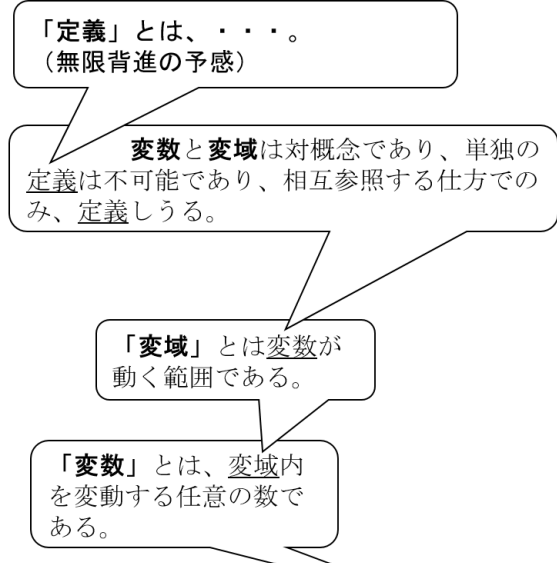 「定義」とは、・・・。
（無限背進の予感）
変数と変域は対概念であり、単独の
定義は不可能であり、相互参照する仕方での
み、定義しうる。
「変域」とは変数が
動く範囲である。
「変数」とは、変域内
を変動する任意の数で
ある。